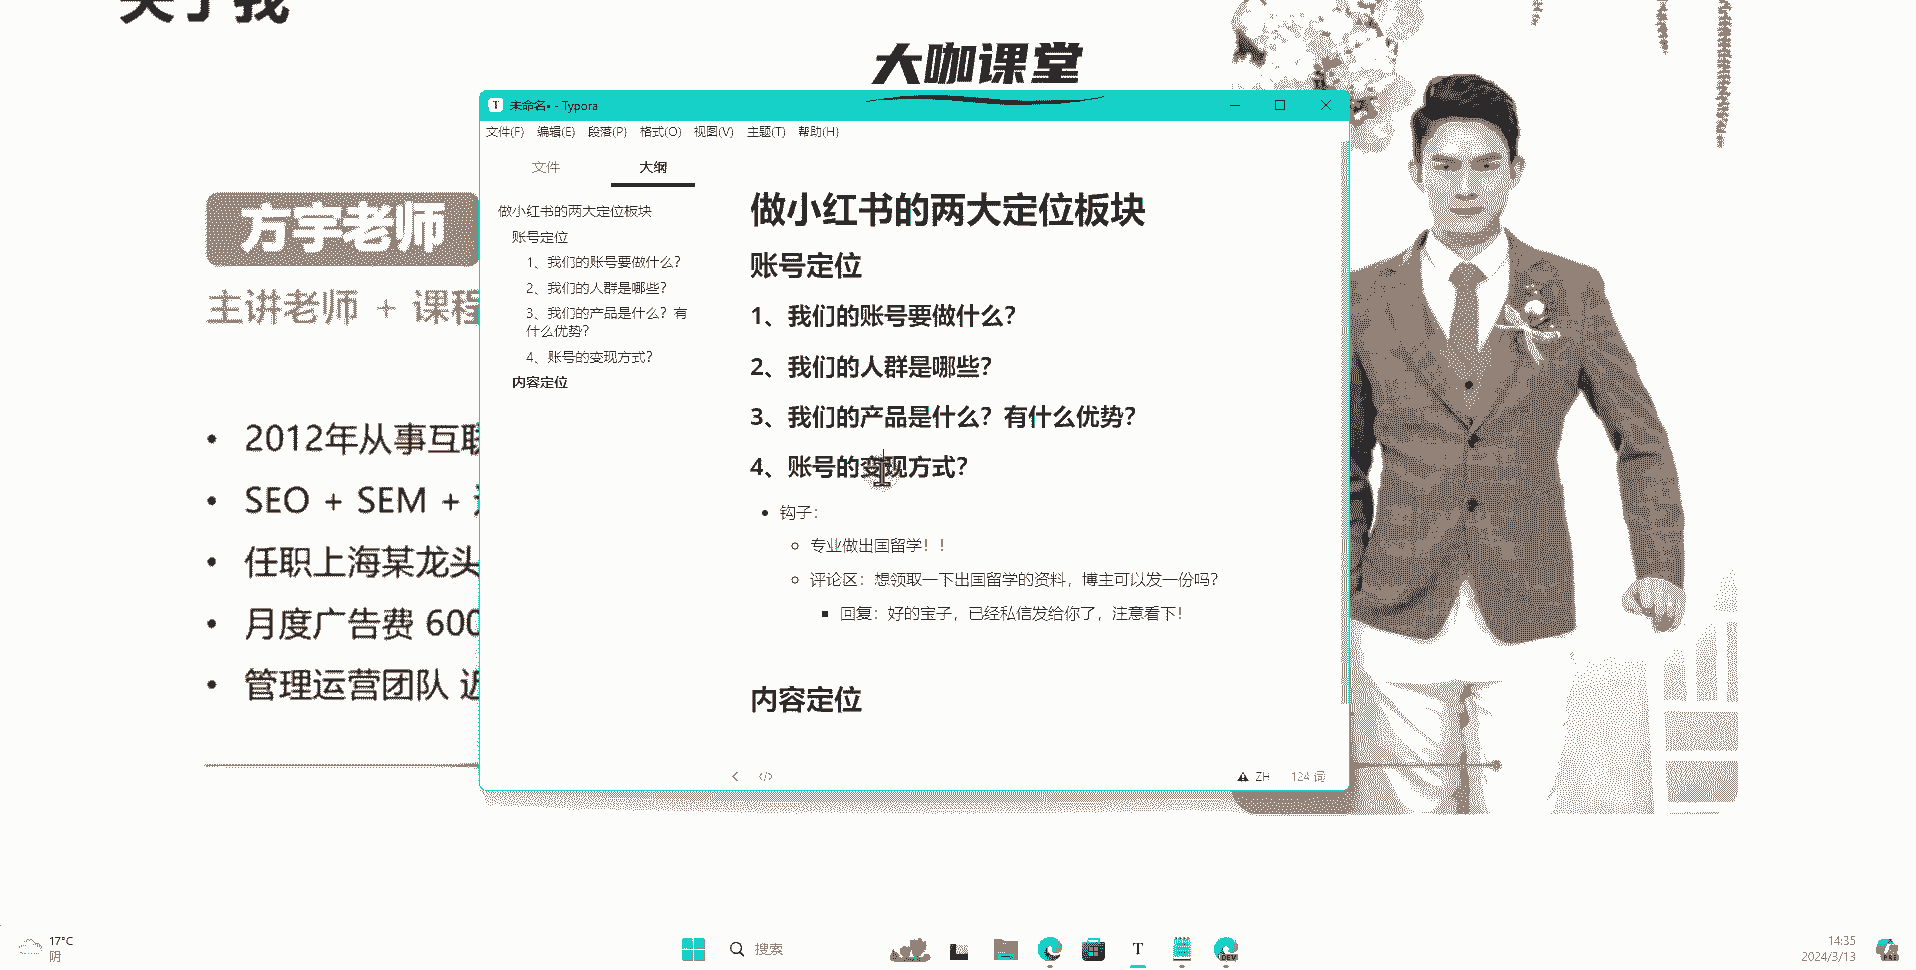 关于我
大咖课堂
未命名• - Typora
文件(F) 编辑(E) 段落(P) 格式(O) 视图(V) 主题(T) 帮助(H)
文件 大纲
做小红书的两大定位板块
账号定位
1、我们的账号要做什么?
2、我们的人群是哪些?
3、我们的产品是什么? 有
什么优势?
4、账号的变现方式?
内容定位
做小红书的两大定位板块
账号定位
1、我们的账号要做什么?
2、我们的人群是哪些?
3、我们的产品是什么? 有什么优势?
4、账号的变现方式?
钩子:
专业做出国留学! !
评论区: 想领取一下出国留学的资料, 博主可以发一份吗?
回复: 好的宝子, 已经私信发给你了, 注意看下!
内容定位
ZH 124 词
方宇老师
主讲老师 + 课程
2012年从事互联
SEO + SEM +
任职上海某龙头
月度广告费 600
管理运营团队 近
17°C
阴
搜索
T
DEV
14:35
2024/3/13
PRE